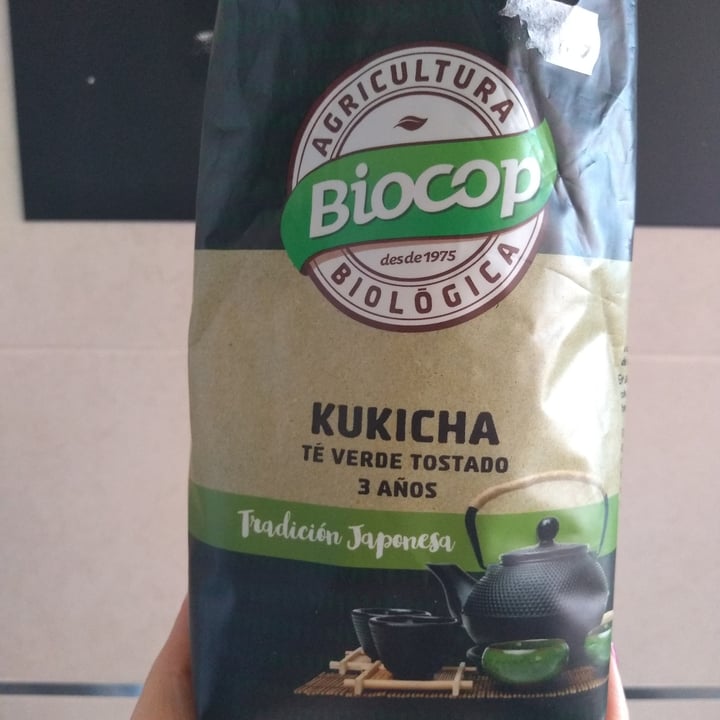 AGRICULTURA
Biocop
desde 1975
BIOLÓGICA
KUKICHA
TÉ VERDE TOSTADO
3 AÑOS
Tradición Japonesa